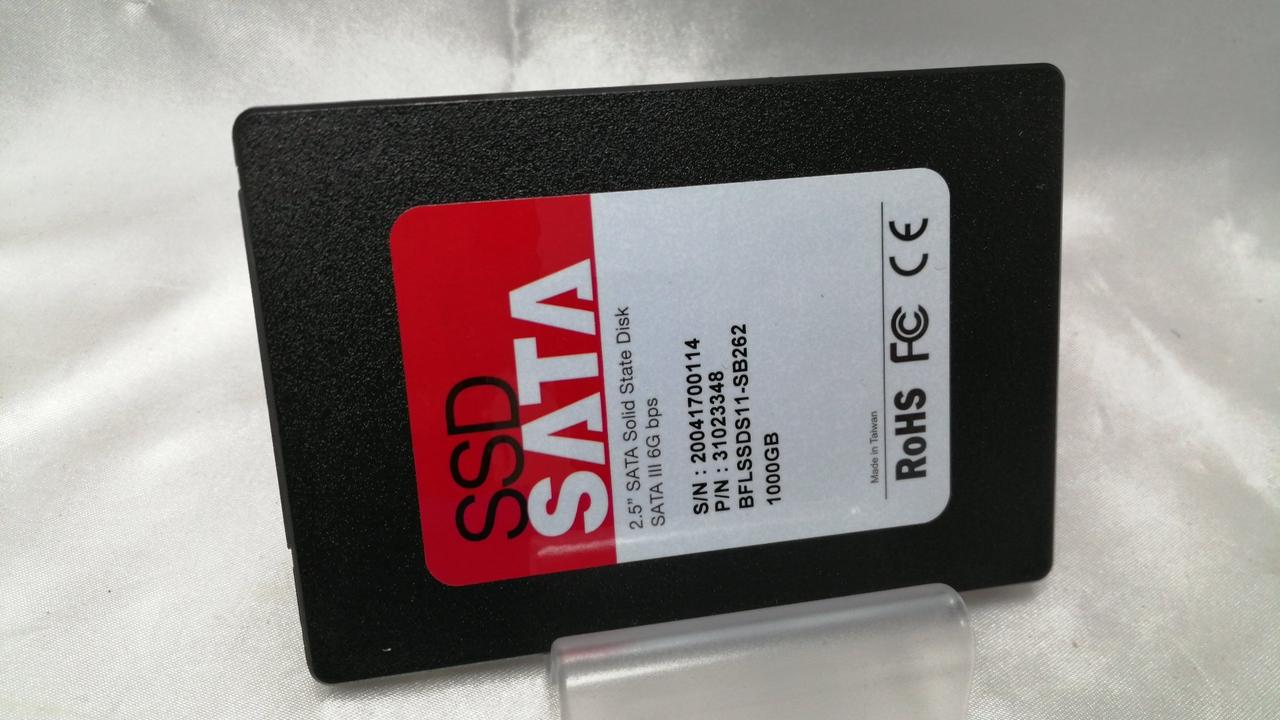 SSD
SATA
2.5" SATA Solid State Disk
SATA III 6G bps
S/N : 20041700114
P/N : 31023348
BFLSSDS11-SB262
1000GB
Made in Taiwan
RoHS FC CE